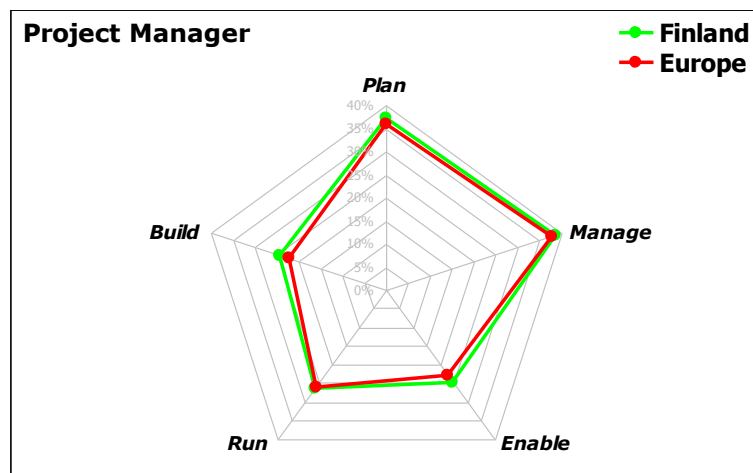 Project Manager
Finland
Europe
Plan
40%
35%
30%
25%
20%
15%
10%
5%
0%
Build
Manage
Run
Enable